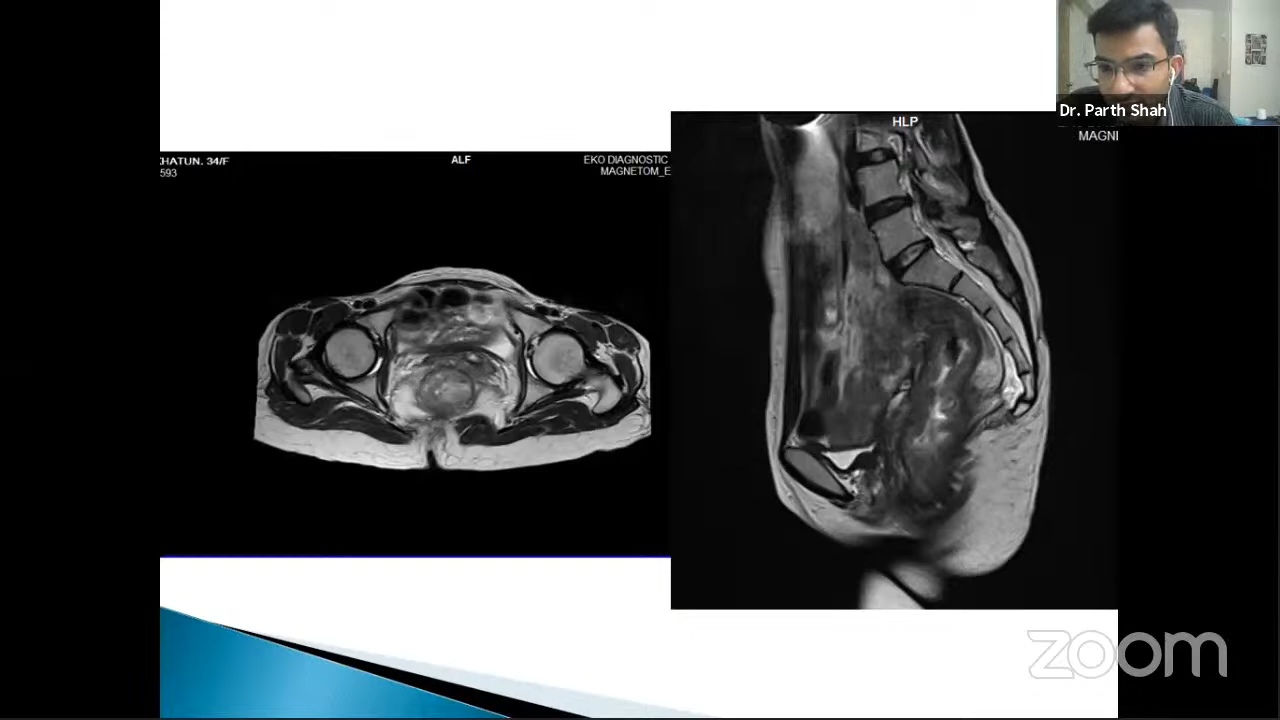 Dr. Parth Shah
HLP
MAGNI
HATUN. 34/F
593
ALF
EKO DIAGNOSTIC
MAGNETOM_E
zoom